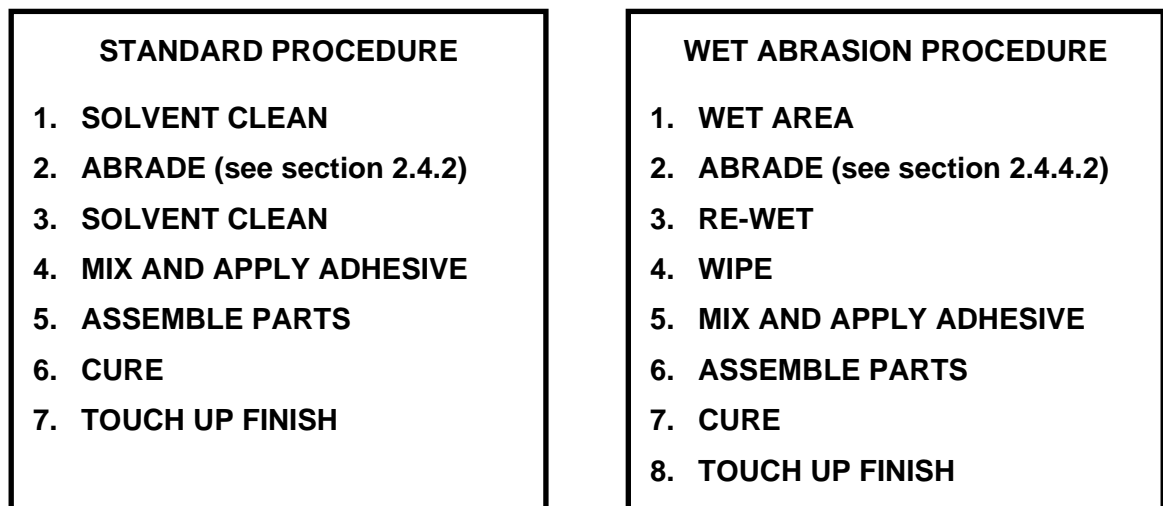 STANDARD PROCEDURE
1. SOLVENT CLEAN
2. ABRADE (see section 2.4.2)
3. SOLVENT CLEAN
4. MIX AND APPLY ADHESIVE
5. ASSEMBLE PARTS
6. CURE
7. TOUCH UP FINISH
WET ABRASION PROCEDURE
1. WET AREA
2. ABRADE (see section 2.4.4.2)
3. RE-WET
4. WIPE
5. MIX AND APPLY ADHESIVE
6. ASSEMBLE PARTS
7. CURE
8. TOUCH UP FINISH